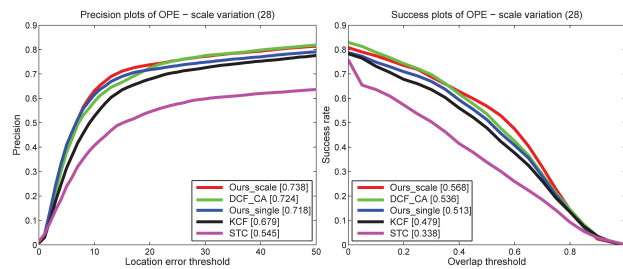 Precision plots of OPE − scale variation (28)
0.9
0.8
0.7
0.6
0.5
0.4
0.3
0.2
0.1
0
Precision
0 10 20 30 40 50
Location error threshold
Ours_scale [0.738]
DCF_CA [0.724]
Ours_single [0.718]
KCF [0.679]
STC [0.545]
Success plots of OPE − scale variation (28)
0.9
0.8
0.7
0.6
0.5
0.4
0.3
0.2
0.1
0
Success rate
0 0.2 0.4 0.6 0.8 1
Overlap threshold
Ours_scale [0.568]
DCF_CA [0.536]
Ours_single [0.513]
KCF [0.479]
STC [0.338]